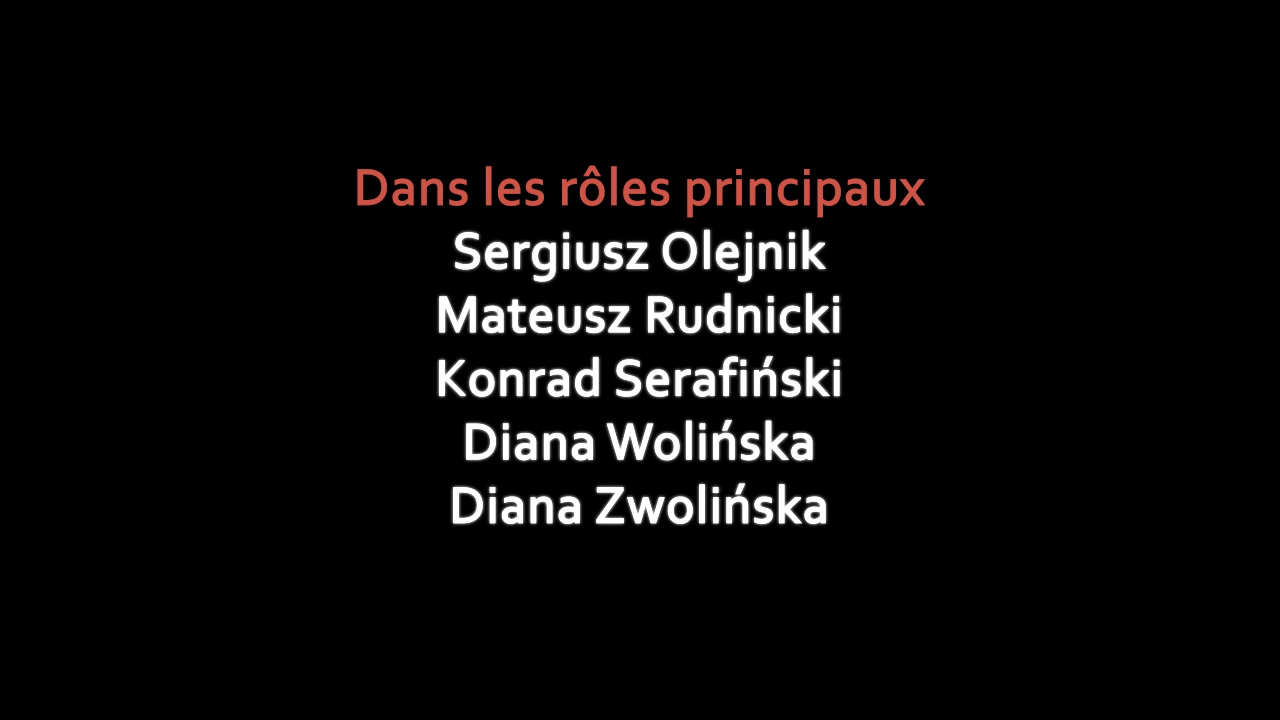 Dans les rôles principaux
Sergiusz Olejnik
Mateusz Rudnicki
Konrad Serafiński
Diana Wolińska
Diana Zwolińska